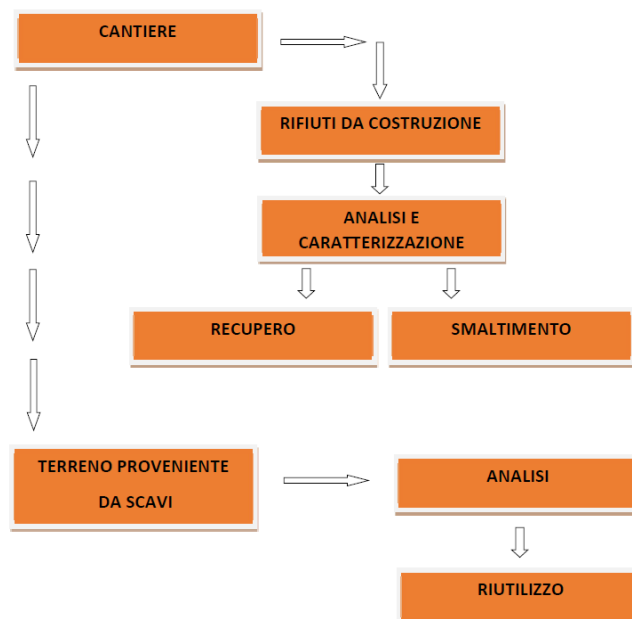 CANTIERE
RIFIUTI DA COSTRUZIONE
ANALISI E
CARATTERIZZAZIONE
RECUPERO
SMALTIMENTO
TERRENO PROVENIENTE
DA SCAVI
ANALISI
RIUTILIZZO